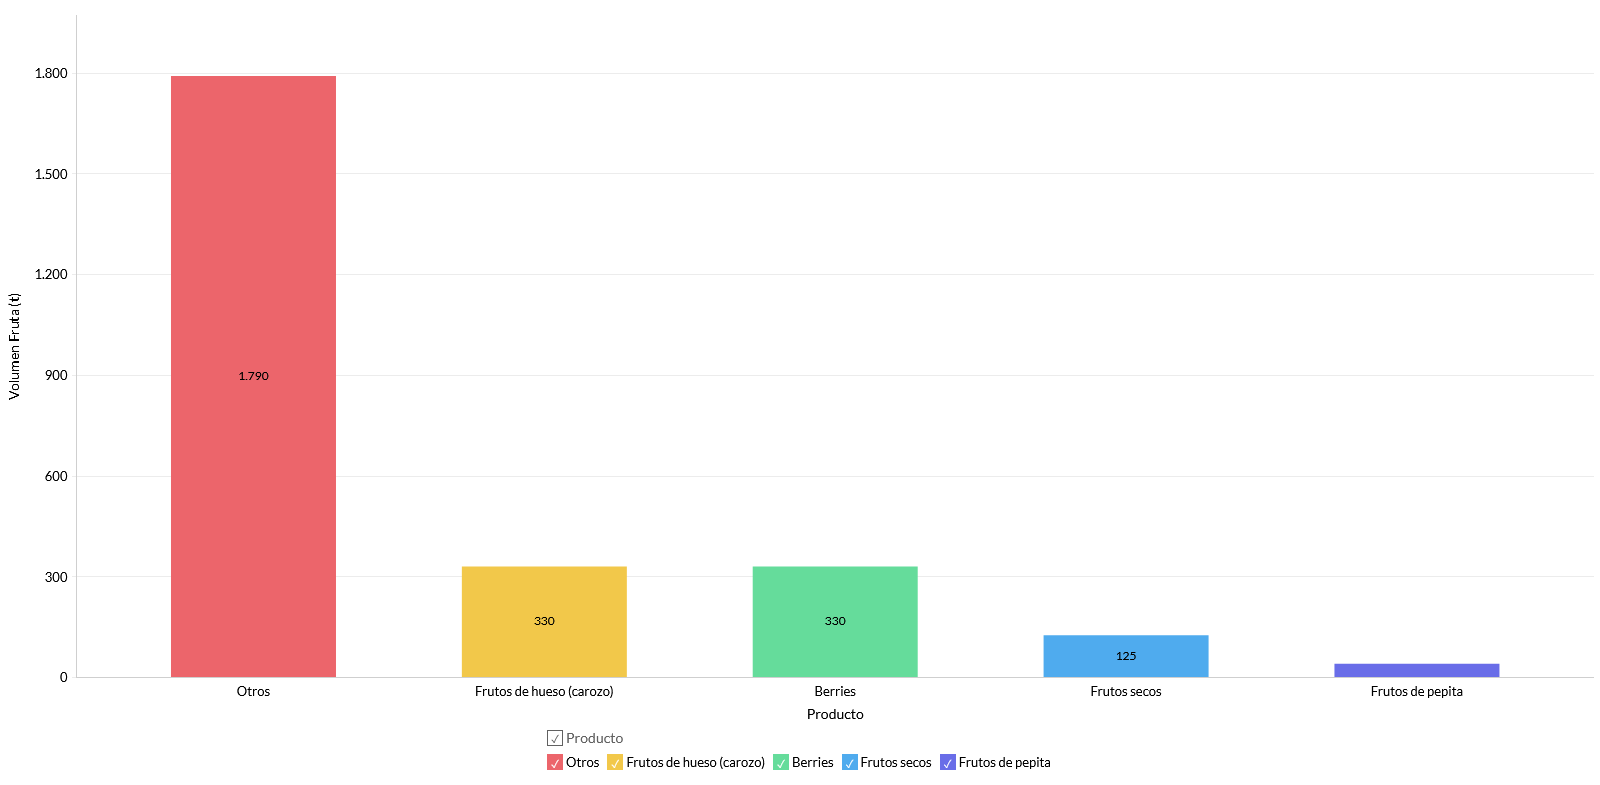 Volumen Fruta (t)
1.800
1.500
1.200
900
600
300
0
1.790
330
330
125
Otros
Frutos de hueso (carozo)
Berries
Frutos secos
Frutos de pepita
Producto
Producto
Otros Frutos de hueso (carozo) Berries Frutos secos Frutos de pepita